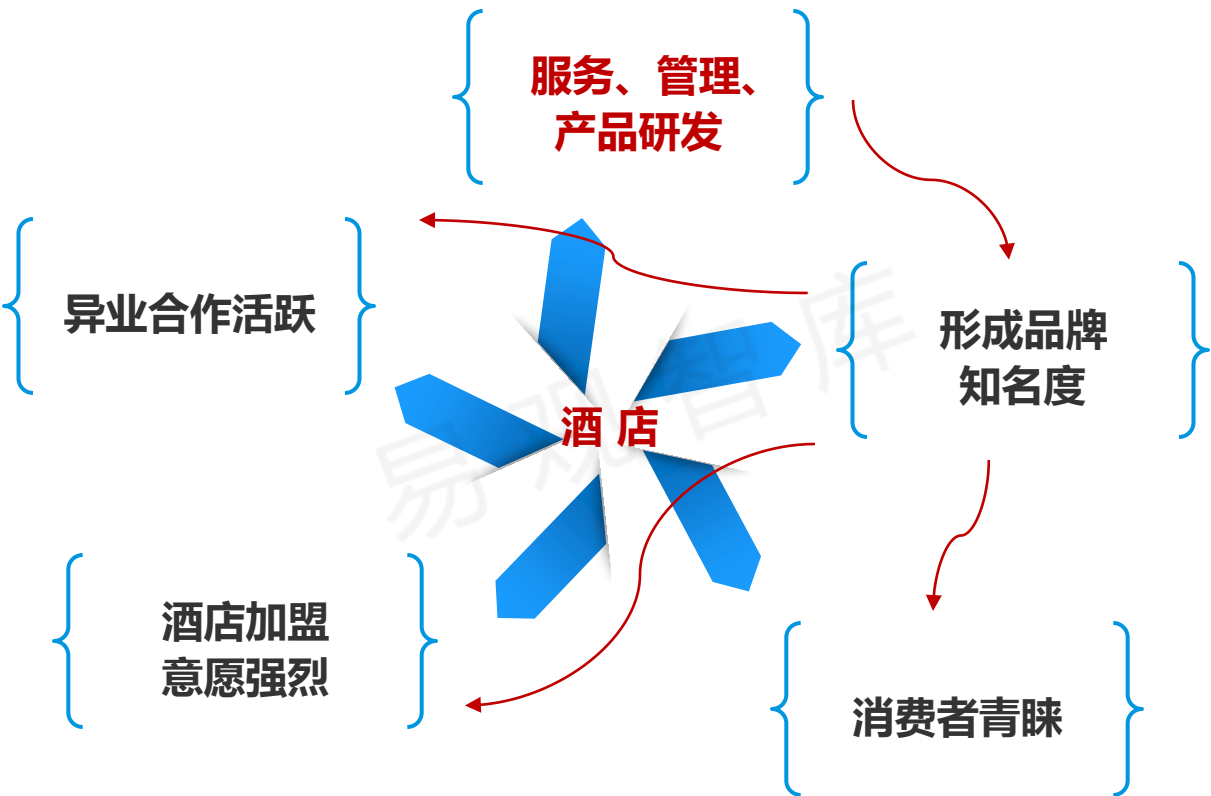 服务、管理、
产品研发
异业合作活跃
形成品牌
知名度
酒店
酒店加盟
意愿强烈
消费者青睐
易观智库